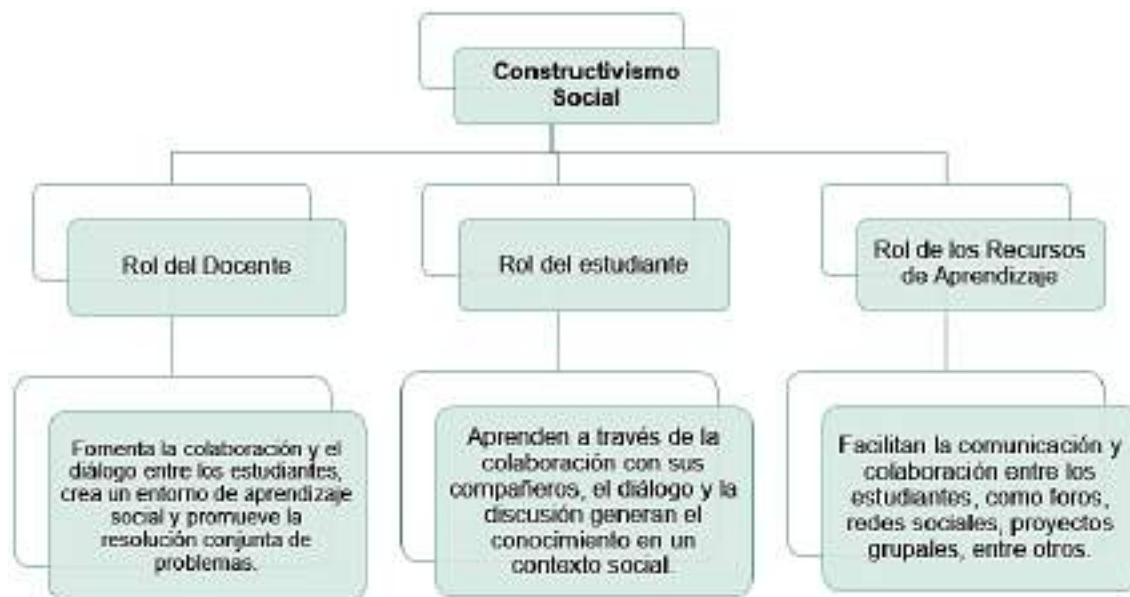 Constructivismo
Social
Rol del Docente
Rol del estudiante
Rol de los Recursos
de Aprendizaje
Fomenta la colaboración y el
diálogo entre los estudiantes,
crea un entorno de aprendizaje
social y promueve la
resolución conjunta de
problemas.
Aprenden a través de la
colaboración con sus
compañeros, el diálogo y la
discusión generan el
conocimiento en un
contexto social.
Facilitan la comunicación y
colaboración entre los
estudiantes, como foros,
redes sociales, proyectos
grupales, entre otros.